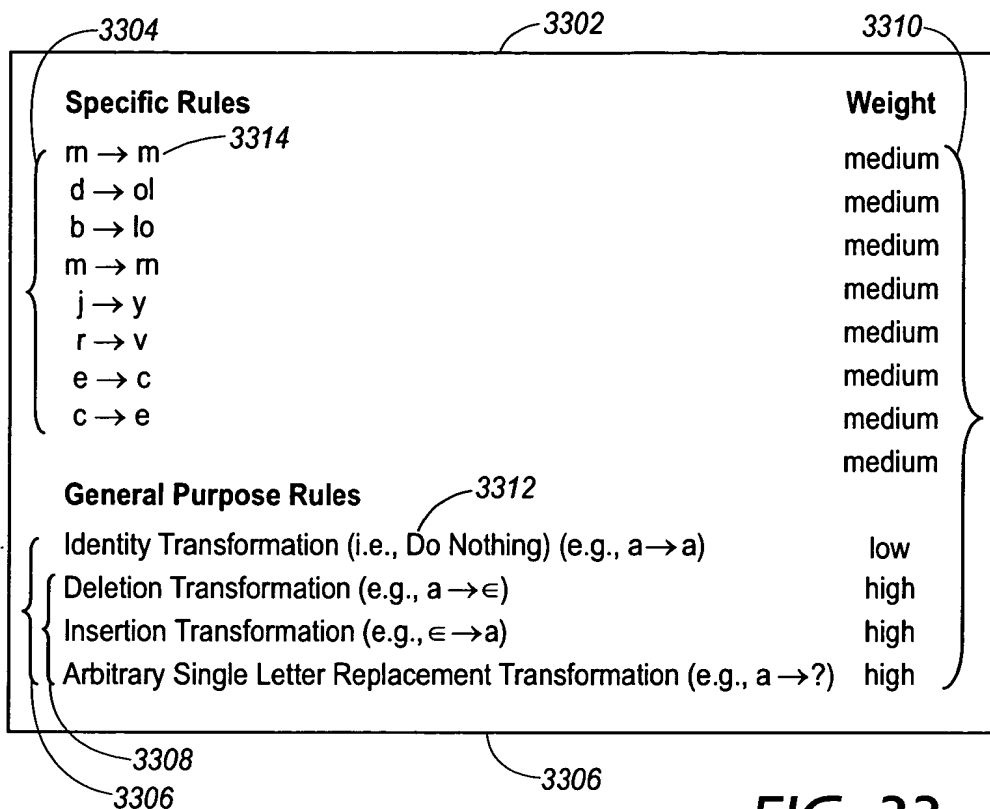 3304 3302 3310
Specific Rules Weight
rn → m 3314 medium
d → ol medium
b → lo medium
m → rn medium
j → y medium
r → v medium
e → c medium
c → e medium
General Purpose Rules 3312
Identity Transformation (i.e., Do Nothing) (e.g., a→a) low
Deletion Transformation (e.g., a →∈) high
Insertion Transformation (e.g., ∈→a) high
Arbitrary Single Letter Replacement Transformation (e.g., a →?) high
3308
3306 3306
FIG. 33